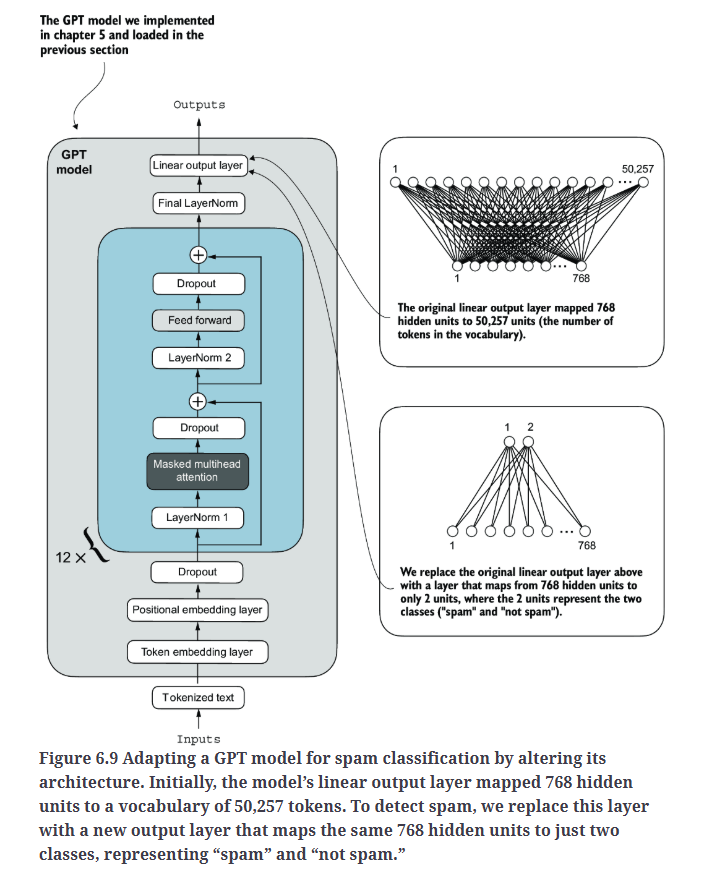 The GPT model we implemented
in chapter 5 and loaded in the
previous section
Outputs
GPT
model
Linear output layer
Final LayerNorm
+
Dropout
Feed forward
LayerNorm 2
+
Dropout
Masked multihead
attention
LayerNorm 1
12 ×
Dropout
Positional embedding layer
Token embedding layer
Tokenized text
Inputs
1
50,257
...
...
1
768
The original linear output layer mapped 768
hidden units to 50,257 units (the number of
tokens in the vocabulary).
1 2
...
1
768
We replace the original linear output layer above
with a layer that maps from 768 hidden units to
only 2 units, where the 2 units represent the two
classes ("spam" and "not spam").
Figure 6.9 Adapting a GPT model for spam classification by altering its
architecture. Initially, the model’s linear output layer mapped 768 hidden
units to a vocabulary of 50,257 tokens. To detect spam, we replace this layer
with a new output layer that maps the same 768 hidden units to just two
classes, representing “spam” and “not spam.”